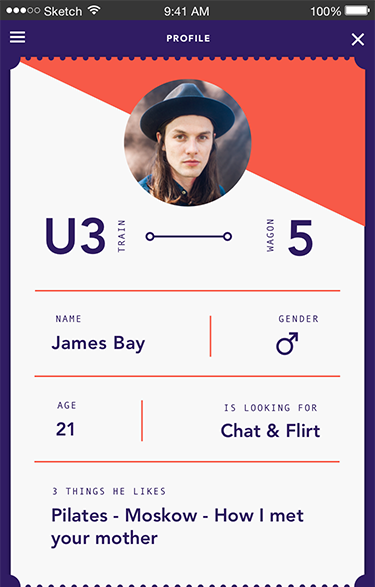 Sketch 9:41 AM 100%
PROFILE
U3 TRAIN WAGON 5
NAME GENDER
James Bay
AGE IS LOOKING FOR
21 Chat & Flirt
3 THINGS HE LIKES
Pilates - Moskow - How I met
your mother